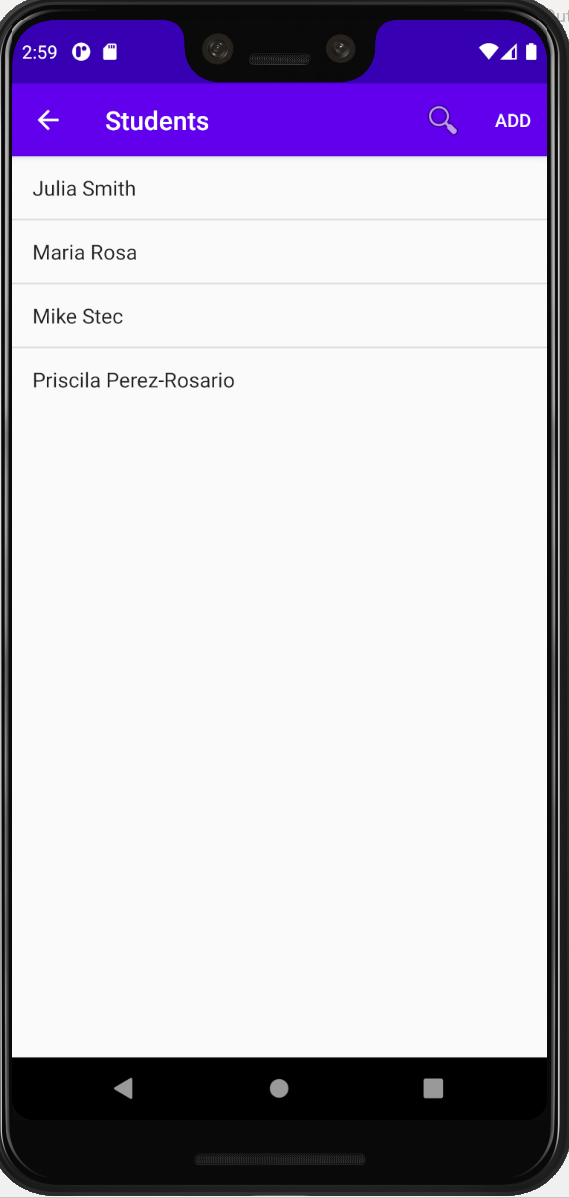 2:59
Students
ADD
Julia Smith
Maria Rosa
Mike Stec
Priscila Perez-Rosario